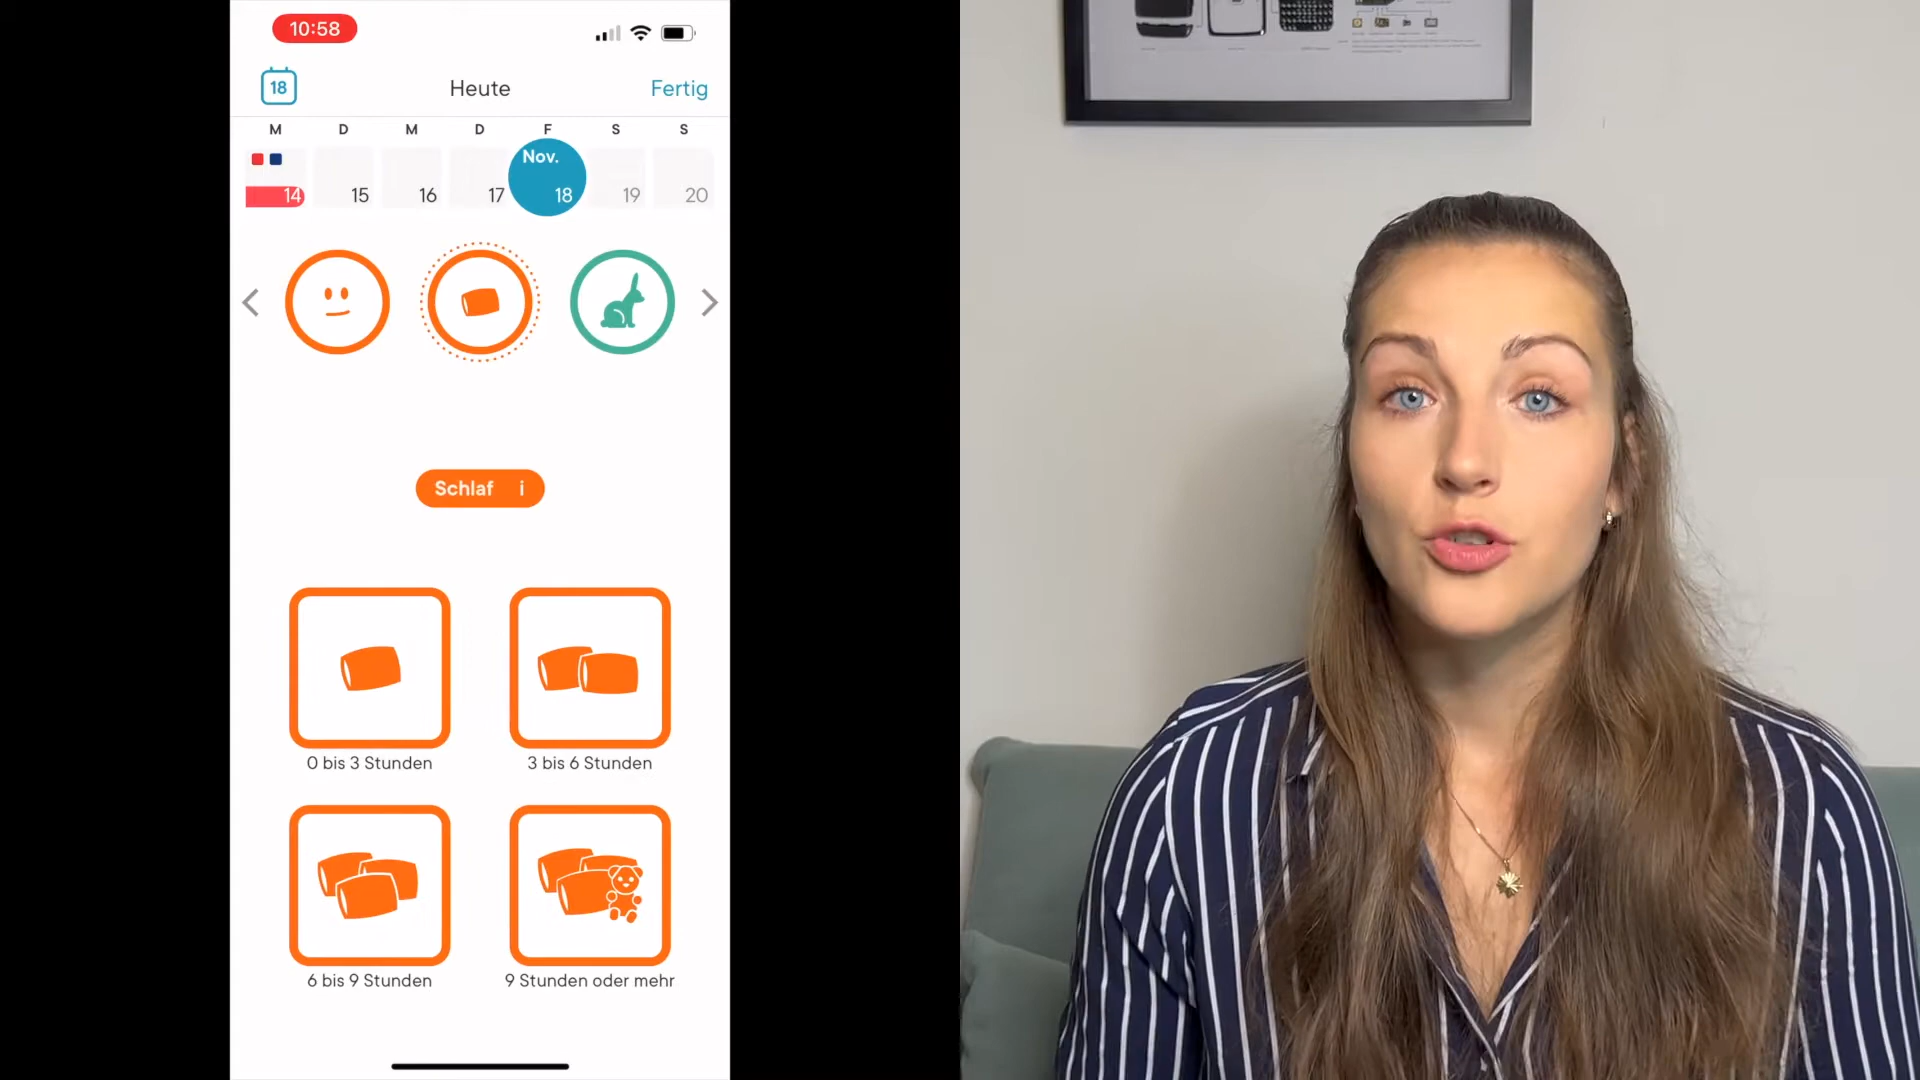 10:58
18 Heute Fertig
M D M D F S S
Nov.
14 15 16 17 18 19 20
Schlaf i
0 bis 3 Stunden 3 bis 6 Stunden
6 bis 9 Stunden 9 Stunden oder mehr